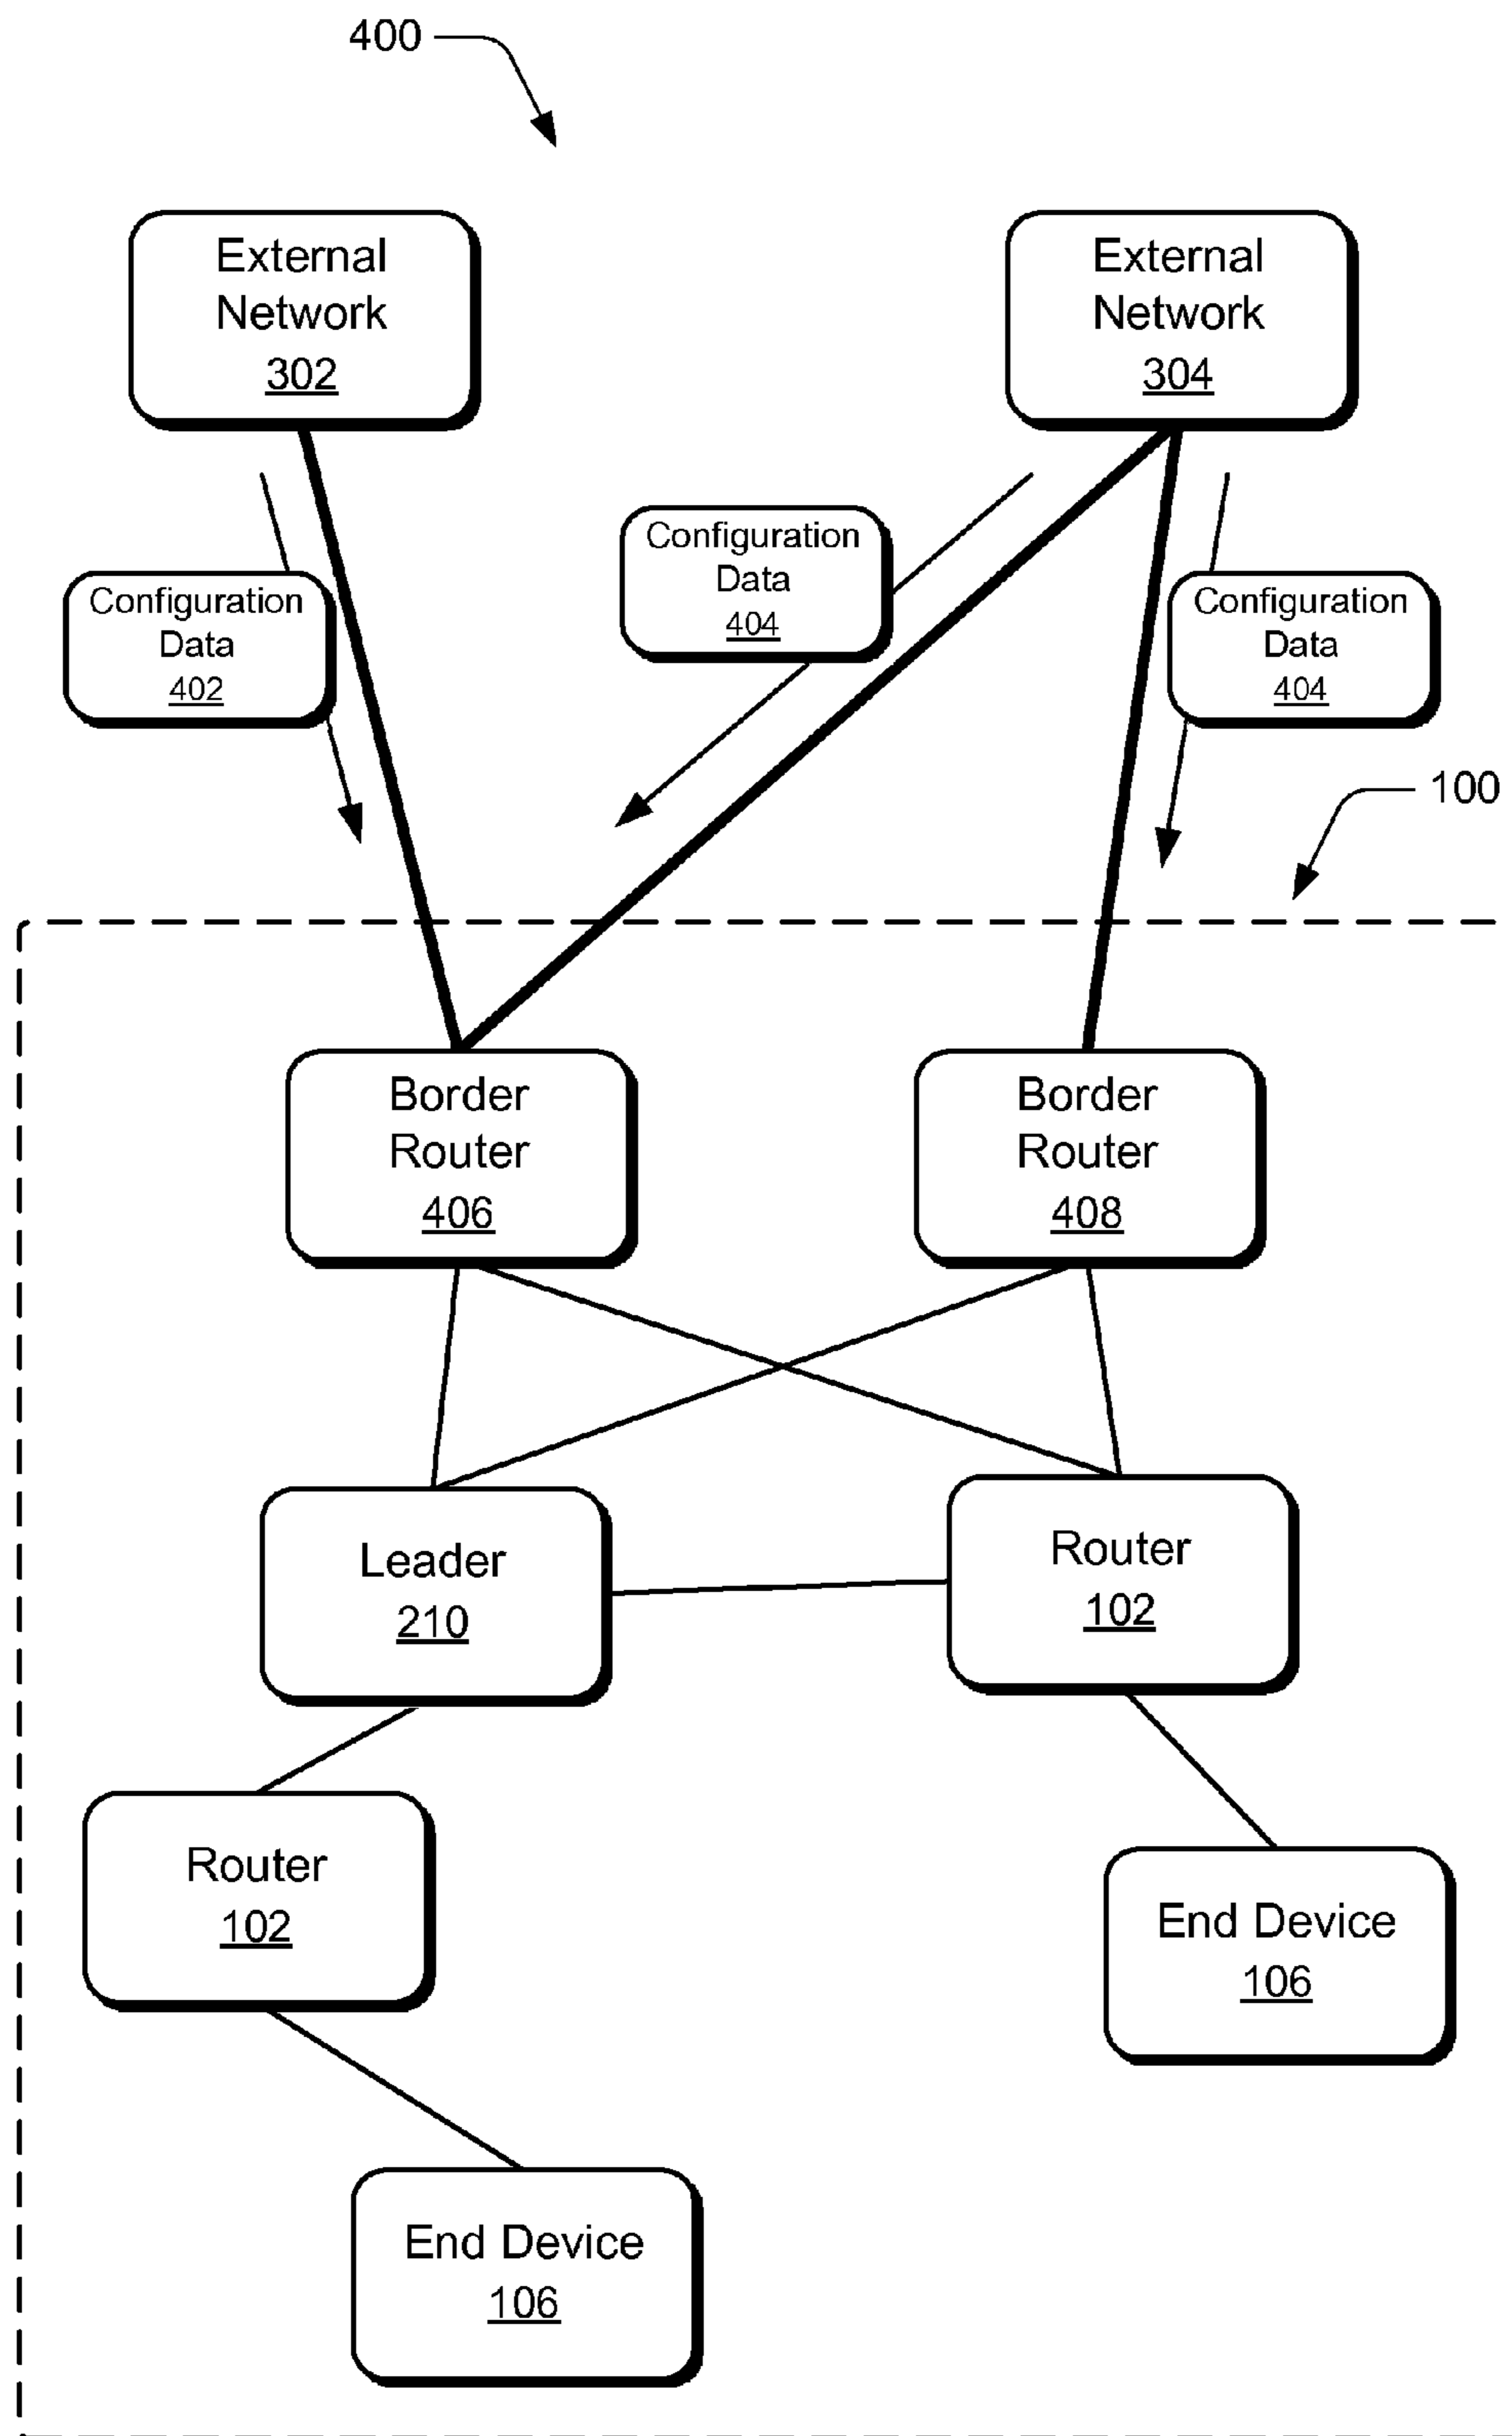 400
External
Network
302
External
Network
304
Configuration
Data
404
Configuration
Data
402
Configuration
Data
404
100
Border
Router
406
Border
Router
408
Leader
210
Router
102
Router
102
End Device
106
End Device
106